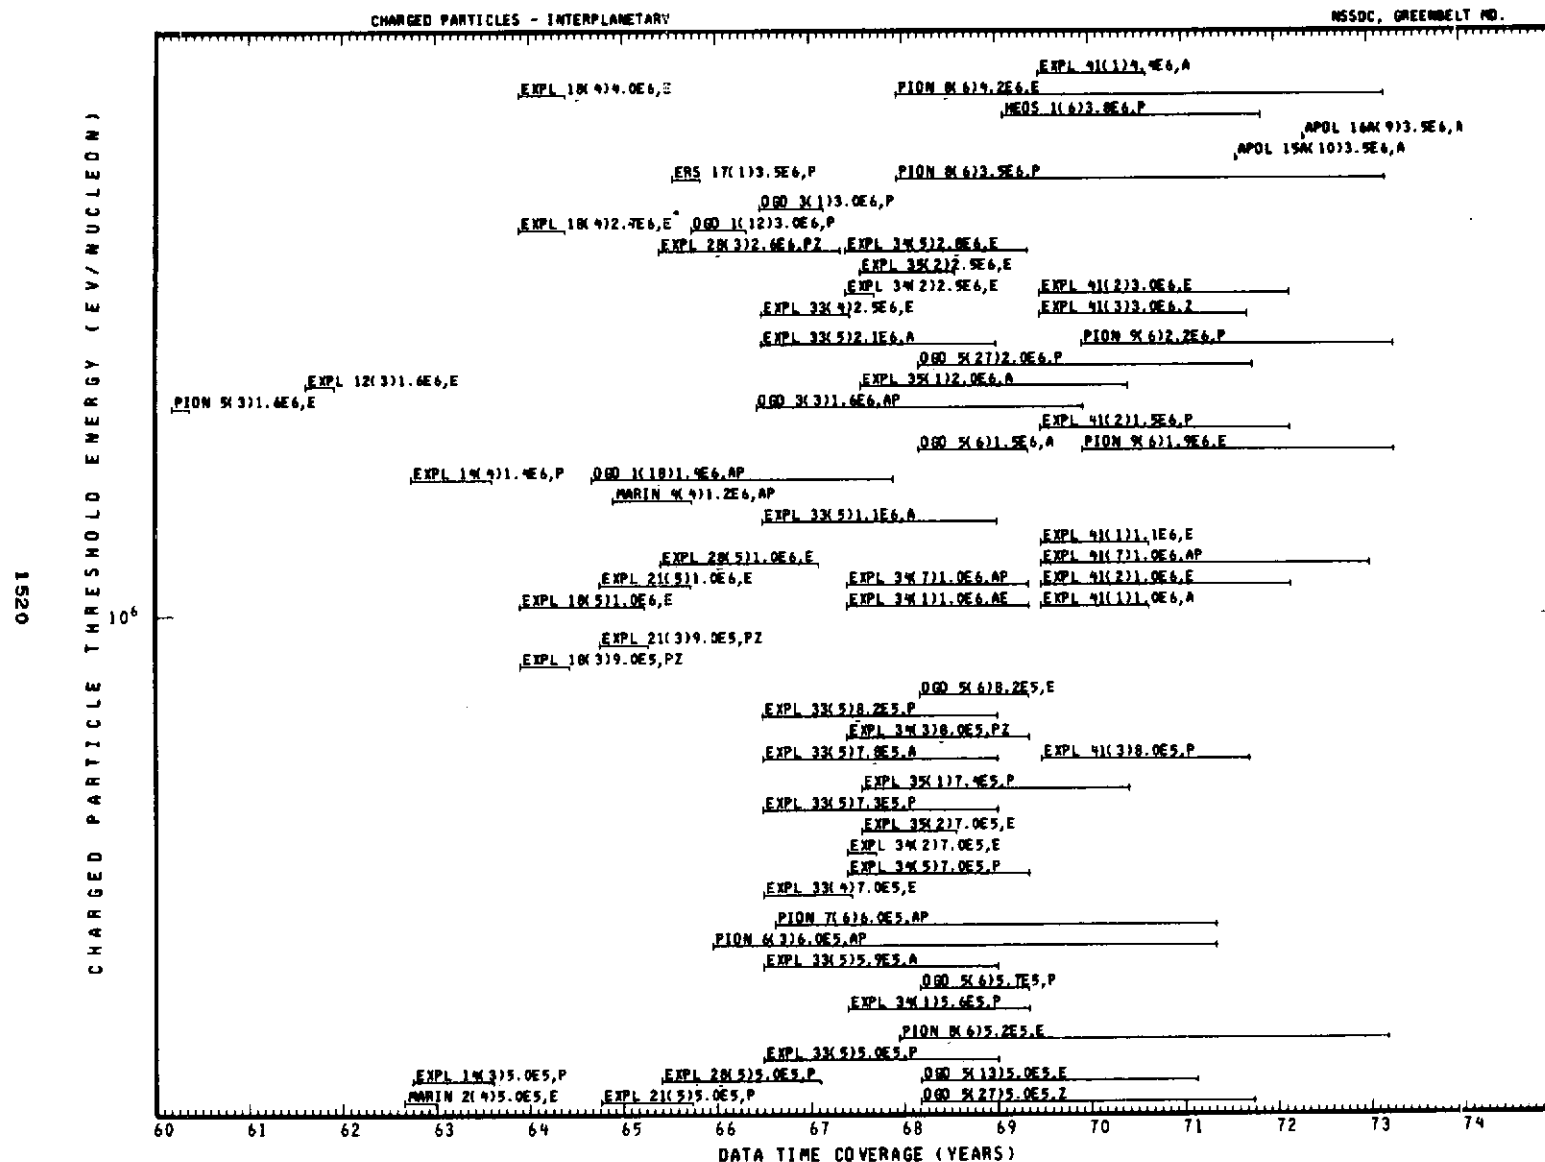 CHARGED PARTICLES - INTERPLANETARY
NSSDC, GREENBELT MD.
EXPL 41(1)4.4E6,A
EXPL 18(4)4.0E6,E
PION 8(6)4.2E6,E
HEOS 1(6)3.8E6,P
APOL 16A(9)3.5E6,A
APOL 15A(10)3.5E6,A
ERS 17(1)3.5E6,P
PION 8(6)3.5E6,P
OGO 3(1)3.0E6,P
EXPL 18(4)2.7E6,E
OGO 1(12)3.0E6,P
EXPL 28(3)2.6E6,PZ
EXPL 34(5)2.8E6,E
EXPL 35(2)2.5E6,E
EXPL 34(2)2.5E6,E
EXPL 41(2)3.0E6,E
EXPL 33(4)2.5E6,E
EXPL 41(3)3.0E6,Z
EXPL 33(5)2.1E6,A
PION 9(6)2.2E6,P
OGO 5(27)2.0E6,P
EXPL 12(3)1.6E6,E
EXPL 35(1)2.0E6,A
PION 5(3)1.6E6,E
OGO 3(3)1.6E6,AP
EXPL 41(2)1.5E6,P
OGO 5(6)1.5E6,A
PION 9(6)1.9E6,E
EXPL 14(4)1.4E6,P
OGO 1(18)1.4E6,AP
MARIN 4(4)1.2E6,AP
EXPL 33(5)1.1E6,A
EXPL 41(1)1.1E6,E
EXPL 28(5)1.0E6,E
EXPL 41(7)1.0E6,AP
EXPL 21(5)1.0E6,E
EXPL 34(7)1.0E6,AP
EXPL 41(2)1.0E6,E
EXPL 18(5)1.0E6,E
EXPL 34(1)1.0E6,AE
EXPL 41(1)1.0E6,A
10⁶
EXPL 21(3)9.0E5,PZ
EXPL 18(3)9.0E5,PZ
OGO 5(6)8.2E5,E
EXPL 33(5)8.2E5,P
EXPL 34(3)8.0E5,PZ
EXPL 33(5)7.8E5,A
EXPL 41(3)8.0E5,P
EXPL 35(1)7.4E5,P
EXPL 33(5)7.3E5,P
EXPL 35(2)7.0E5,E
EXPL 34(2)7.0E5,E
EXPL 34(5)7.0E5,P
EXPL 33(4)7.0E5,E
PION 7(6)6.0E5,AP
PION 6(3)6.0E5,AP
EXPL 33(5)5.9E5,A
OGO 5(6)5.7E5,P
EXPL 34(1)5.6E5,P
PION 8(6)5.2E5,E
EXPL 33(5)5.0E5,P
EXPL 14(3)5.0E5,P
EXPL 28(5)5.0E5,P
OGO 5(13)5.0E5,E
MARIN 2(4)5.0E5,E
EXPL 21(5)5.0E5,P
OGO 5(27)5.0E5,Z
60 61 62 63 64 65 66 67 68 69 70 71 72 73 74
DATA TIME COVERAGE (YEARS)
CHARGED PARTICLE THRESHOLD ENERGY (EV/NUCLEON)
1520